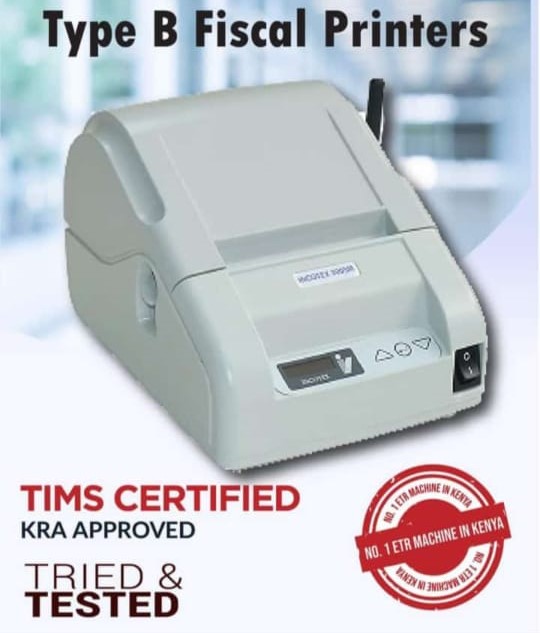 Type B Fiscal Printers
INCOTEX
TIMS CERTIFIED
KRA APPROVED
TRIED &
TESTED
NO. 1 ETR MACHINE IN KENYA
NO. 1 ETR MACHINE IN KENYA
NO. 1 ETR MACHINE IN KENYA